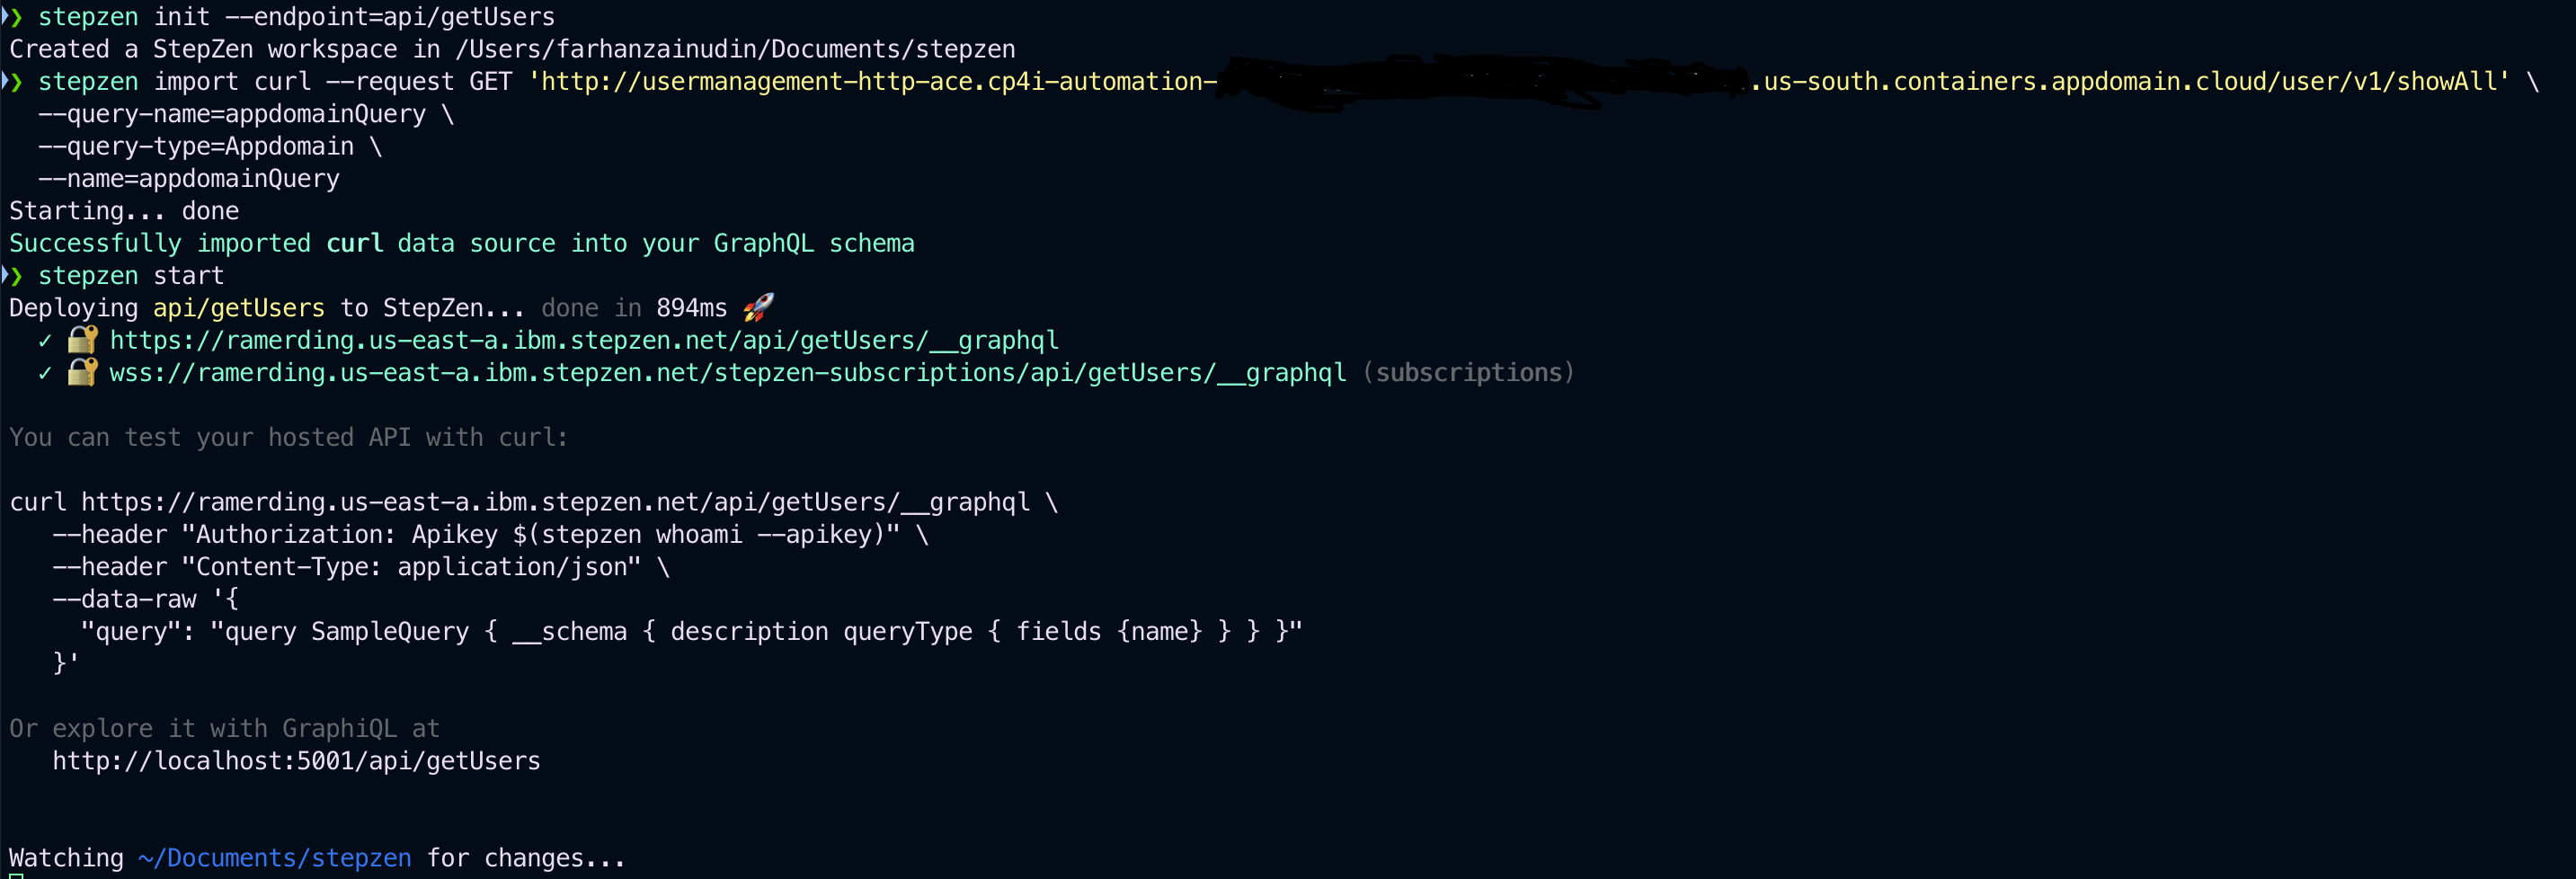 ❯ stepzen init --endpoint=api/getUsers
Created a StepZen workspace in /Users/farhanzainudin/Documents/stepzen
❯ stepzen import curl --request GET 'http://usermanagement-http-ace.cp4i-automation- .us-south.containers.appdomain.cloud/user/v1/showAll' \
--query-name=appdomainQuery \
--query-type=Appdomain \
--name=appdomainQuery
Starting... done
Successfully imported curl data source into your GraphQL schema
❯ stepzen start
Deploying api/getUsers to StepZen... done in 894ms 🚀
✓ 🔐 https://ramerding.us-east-a.ibm.stepzen.net/api/getUsers/__graphql
✓ 🔐 wss://ramerding.us-east-a.ibm.stepzen.net/stepzen-subscriptions/api/getUsers/__graphql (subscriptions)
You can test your hosted API with curl:
curl https://ramerding.us-east-a.ibm.stepzen.net/api/getUsers/__graphql \
--header "Authorization: Apikey $(stepzen whoami --apikey)" \
--header "Content-Type: application/json" \
--data-raw '{
"query": "query SampleQuery { __schema { description queryType { fields {name} } } }"
}'
Or explore it with GraphiQL at
http://localhost:5001/api/getUsers
Watching ~/Documents/stepzen for changes...